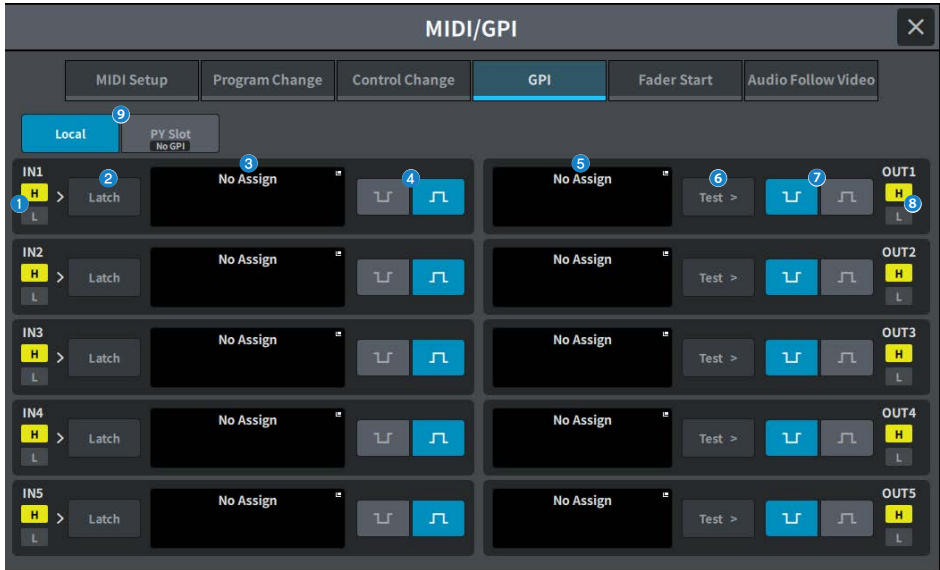 MIDI/GPI
MIDI Setup
Program Change
Control Change
GPI
Fader Start
Audio Follow Video
9
Local
PY Slot
No GPI
IN1
H
1
L
2
Latch
3
No Assign
4
5
No Assign
6
Test >
7
OUT1
H
8
L
IN2
H
L
>
Latch
No Assign
No Assign
Test >
OUT2
H
L
IN3
H
L
>
Latch
No Assign
No Assign
Test >
OUT3
H
L
IN4
H
L
>
Latch
No Assign
No Assign
Test >
OUT4
H
L
IN5
H
L
>
Latch
No Assign
No Assign
Test >
OUT5
H
L